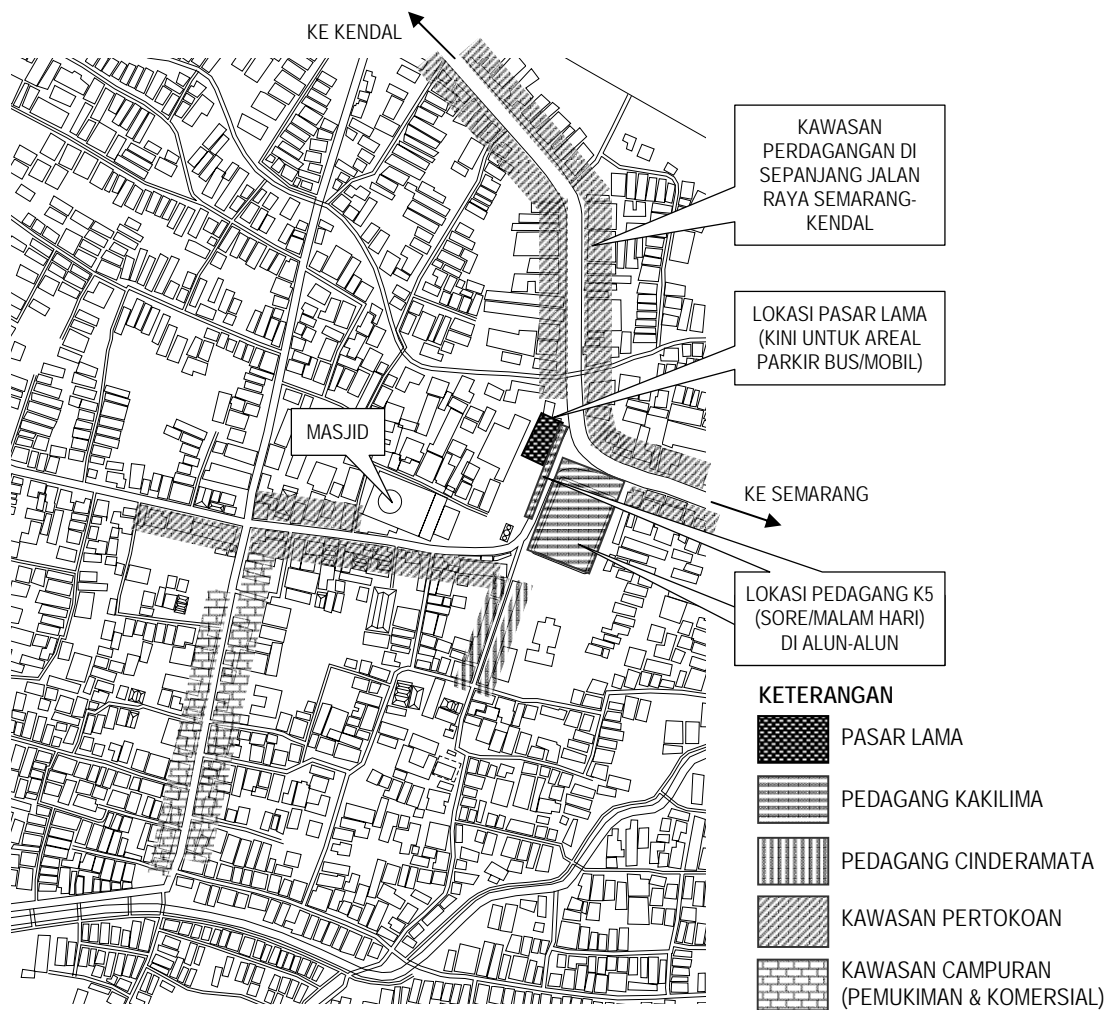 KE KENDAL
KAWASAN
PERDAGANGAN DI
SEPANJANG JALAN
RAYA SEMARANG-
KENDAL
LOKASI PASAR LAMA
(KINI UNTUK AREAL
PARKIR BUS/MOBIL)
MASJID
KE SEMARANG
LOKASI PEDAGANG K5
(SORE/MALAM HARI)
DI ALUN-ALUN
KETERANGAN
PASAR LAMA
PEDAGANG KAKILIMA
PEDAGANG CINDERAMATA
KAWASAN PERTOKOAN
KAWASAN CAMPURAN
(PEMUKIMAN & KOMERSIAL)